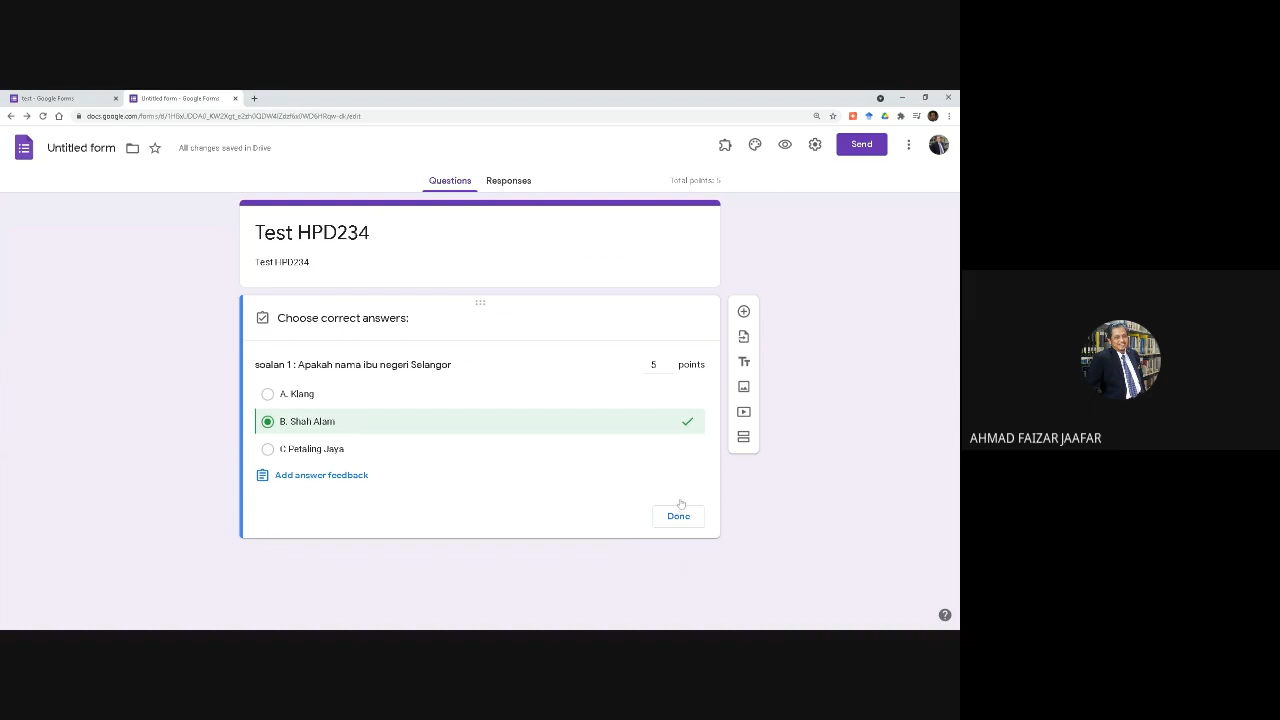 test - Google Forms
Untitled form - Google Forms
Untitled form
All changes saved in Drive
Send
Questions
Responses
Total points: 5
Test HPD234
Test HPD234
Choose correct answers:
soalan 1 : Apakah nama ibu negeri Selangor
5 points
A. Klang
B. Shah Alam
C Petaling Jaya
Add answer feedback
Done
AHMAD FAIZAR JAAFAR